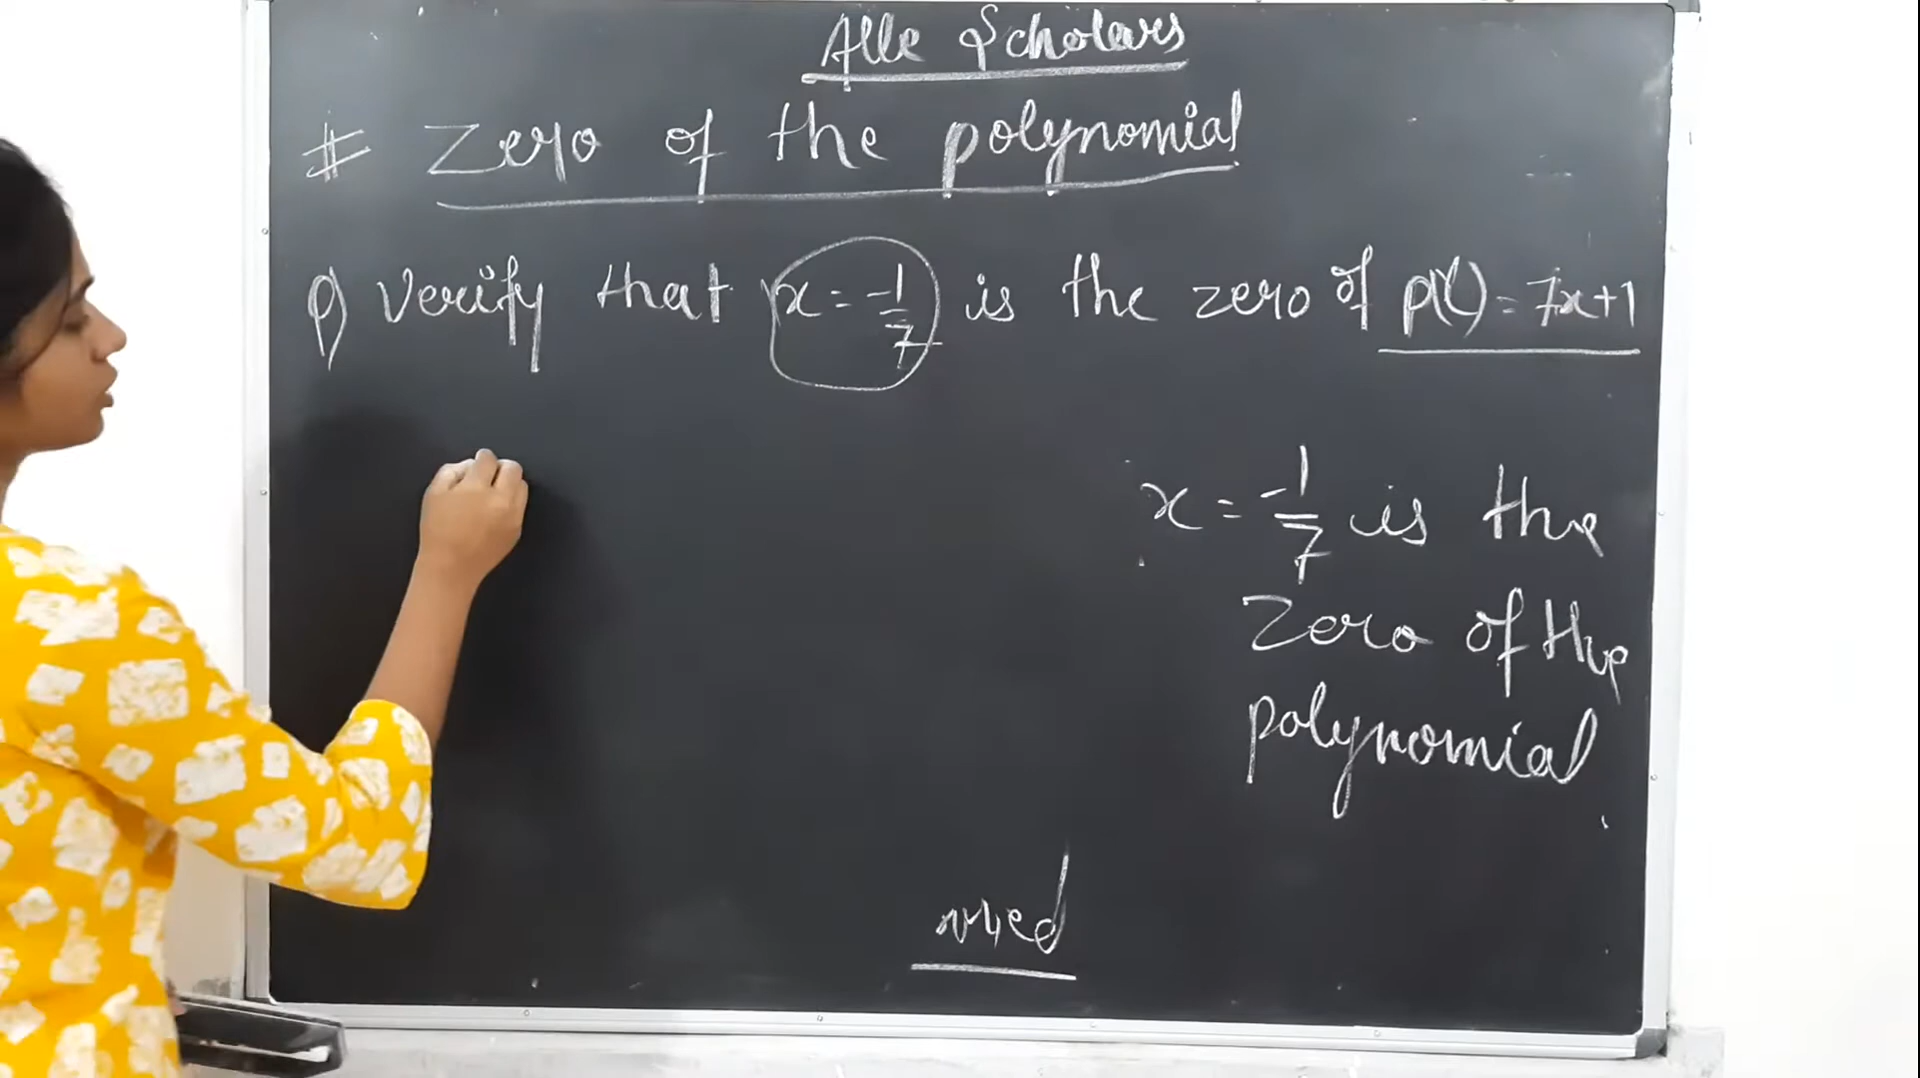 Alle Scholars
# Zero of the polynomial
Q) Verify that x = -1/7 is the zero of p(x) = 7x+1
x = -1/7 is the
Zero of the
polynomial